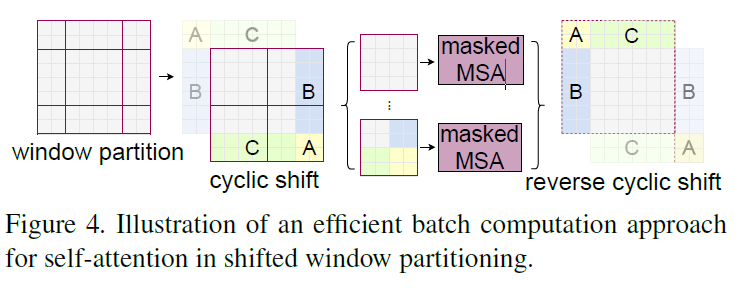 A C
A C
masked
MSA
B
B
B
B
⋮
C A
masked
MSA
C A
window partition
cyclic shift
reverse cyclic shift
Figure 4. Illustration of an efficient batch computation approach
for self-attention in shifted window partitioning.